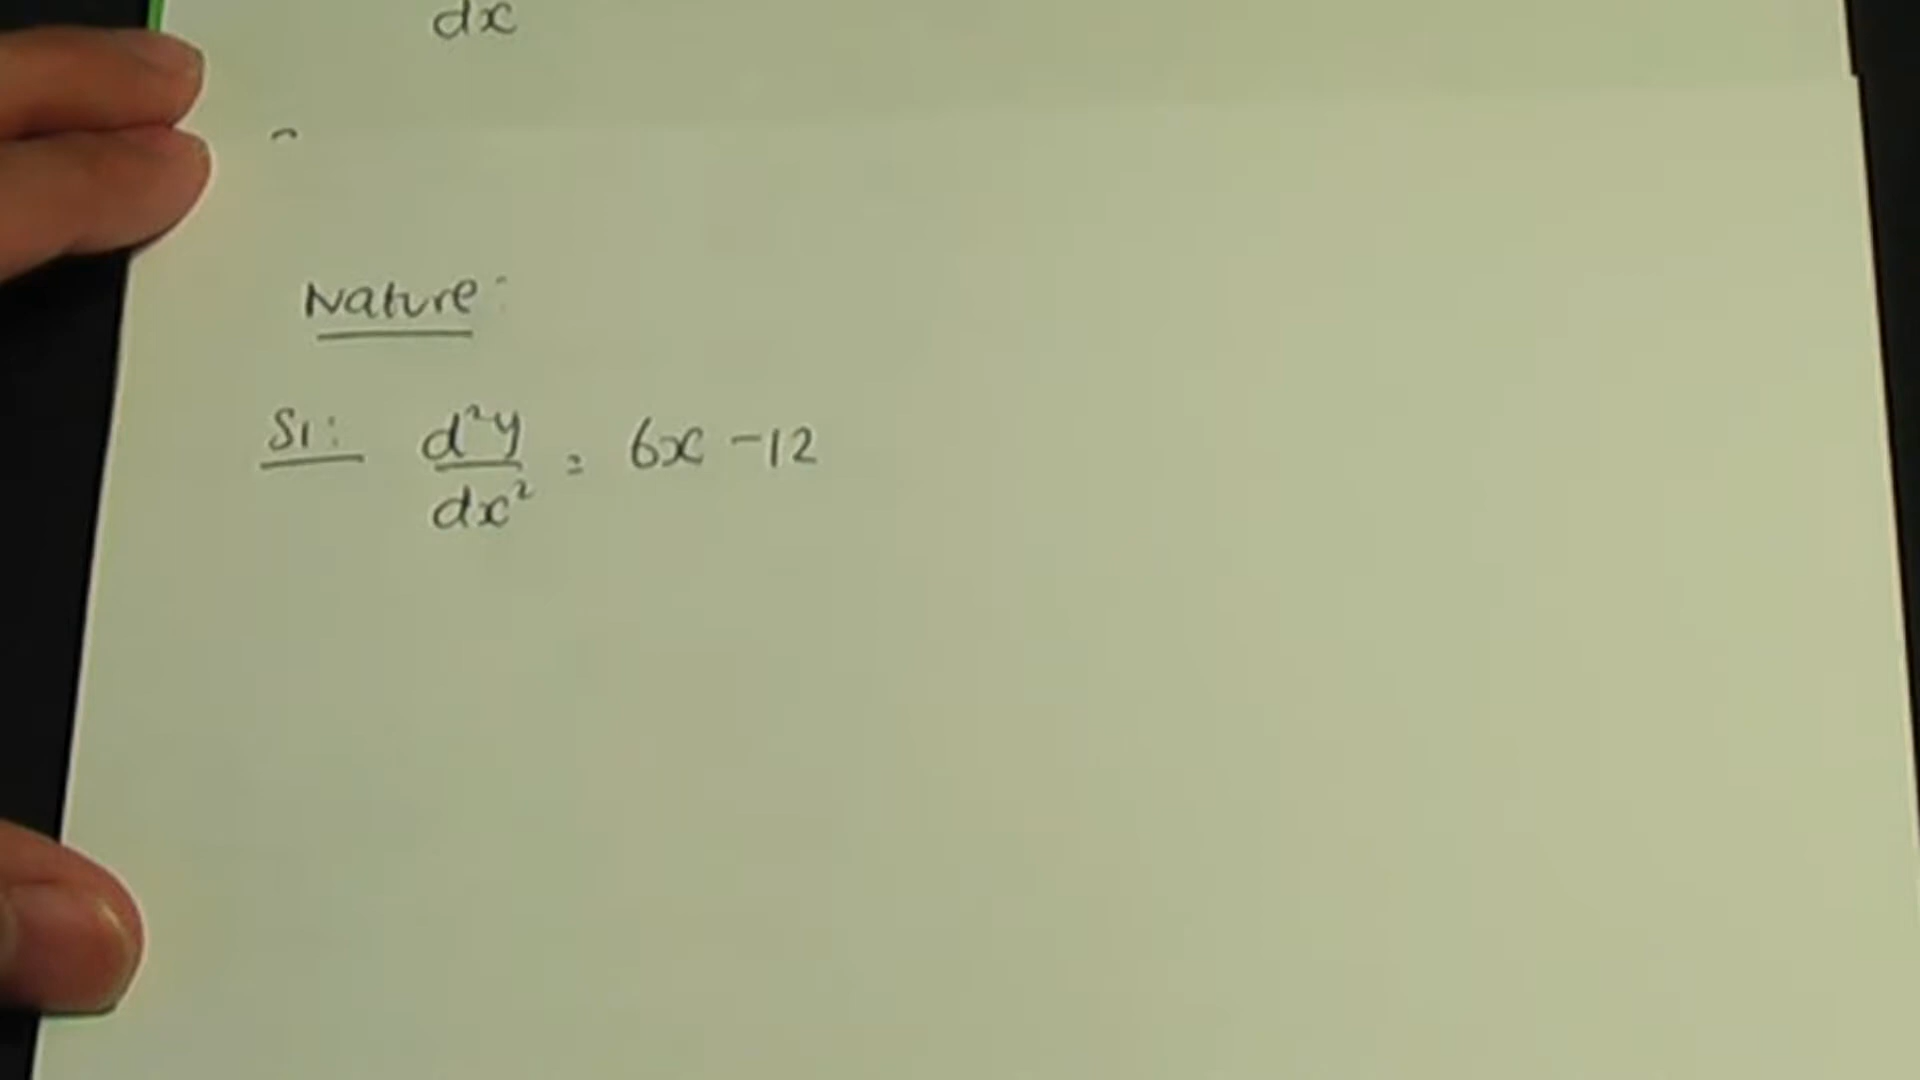 dx
Nature:
S1: d²y/dx² = 6x - 12